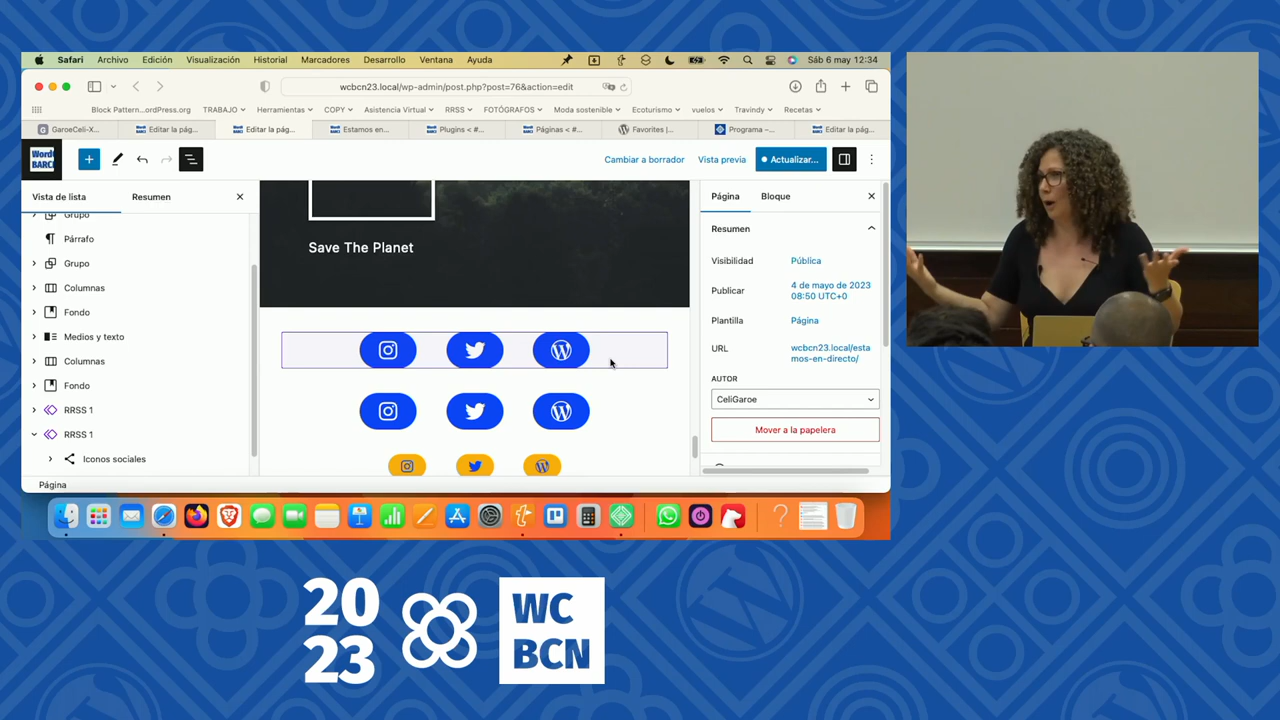 Safari Archivo Edición Visualización Historial Marcadores Desarrollo Ventana Ayuda Sáb 6 may 12:34
wcbcn23.local/wp-admin/post.php?post=76&action=edit
Block Pattern...ordPress.org TRABAJO Herramientas COPY Asistencia Virtual RRSS FOTÓGRAFOS Moda sostenible Ecoturismo vuelos Travindy Recetas
GaroeCeli-X... Editar la pág... Editar la pág... Estamos en... Plugins < #... Páginas < #... Favorites |... Programa –... Editar la pág...
Cambiar a borrador Vista previa Actualizar...
Vista de lista Resumen
Página Bloque
Grupo
Párrafo
Grupo
Columnas
Fondo
Medios y texto
Columnas
Fondo
RRSS 1
RRSS 1
Iconos sociales
Página
Save The Planet
Resumen
Visibilidad Pública
Publicar 4 de mayo de 2023
08:50 UTC+0
Plantilla Página
URL wcbcn23.local/esta
mos-en-directo/
AUTOR
CeliGaroe
Mover a la papelera
20
23
WC
BCN